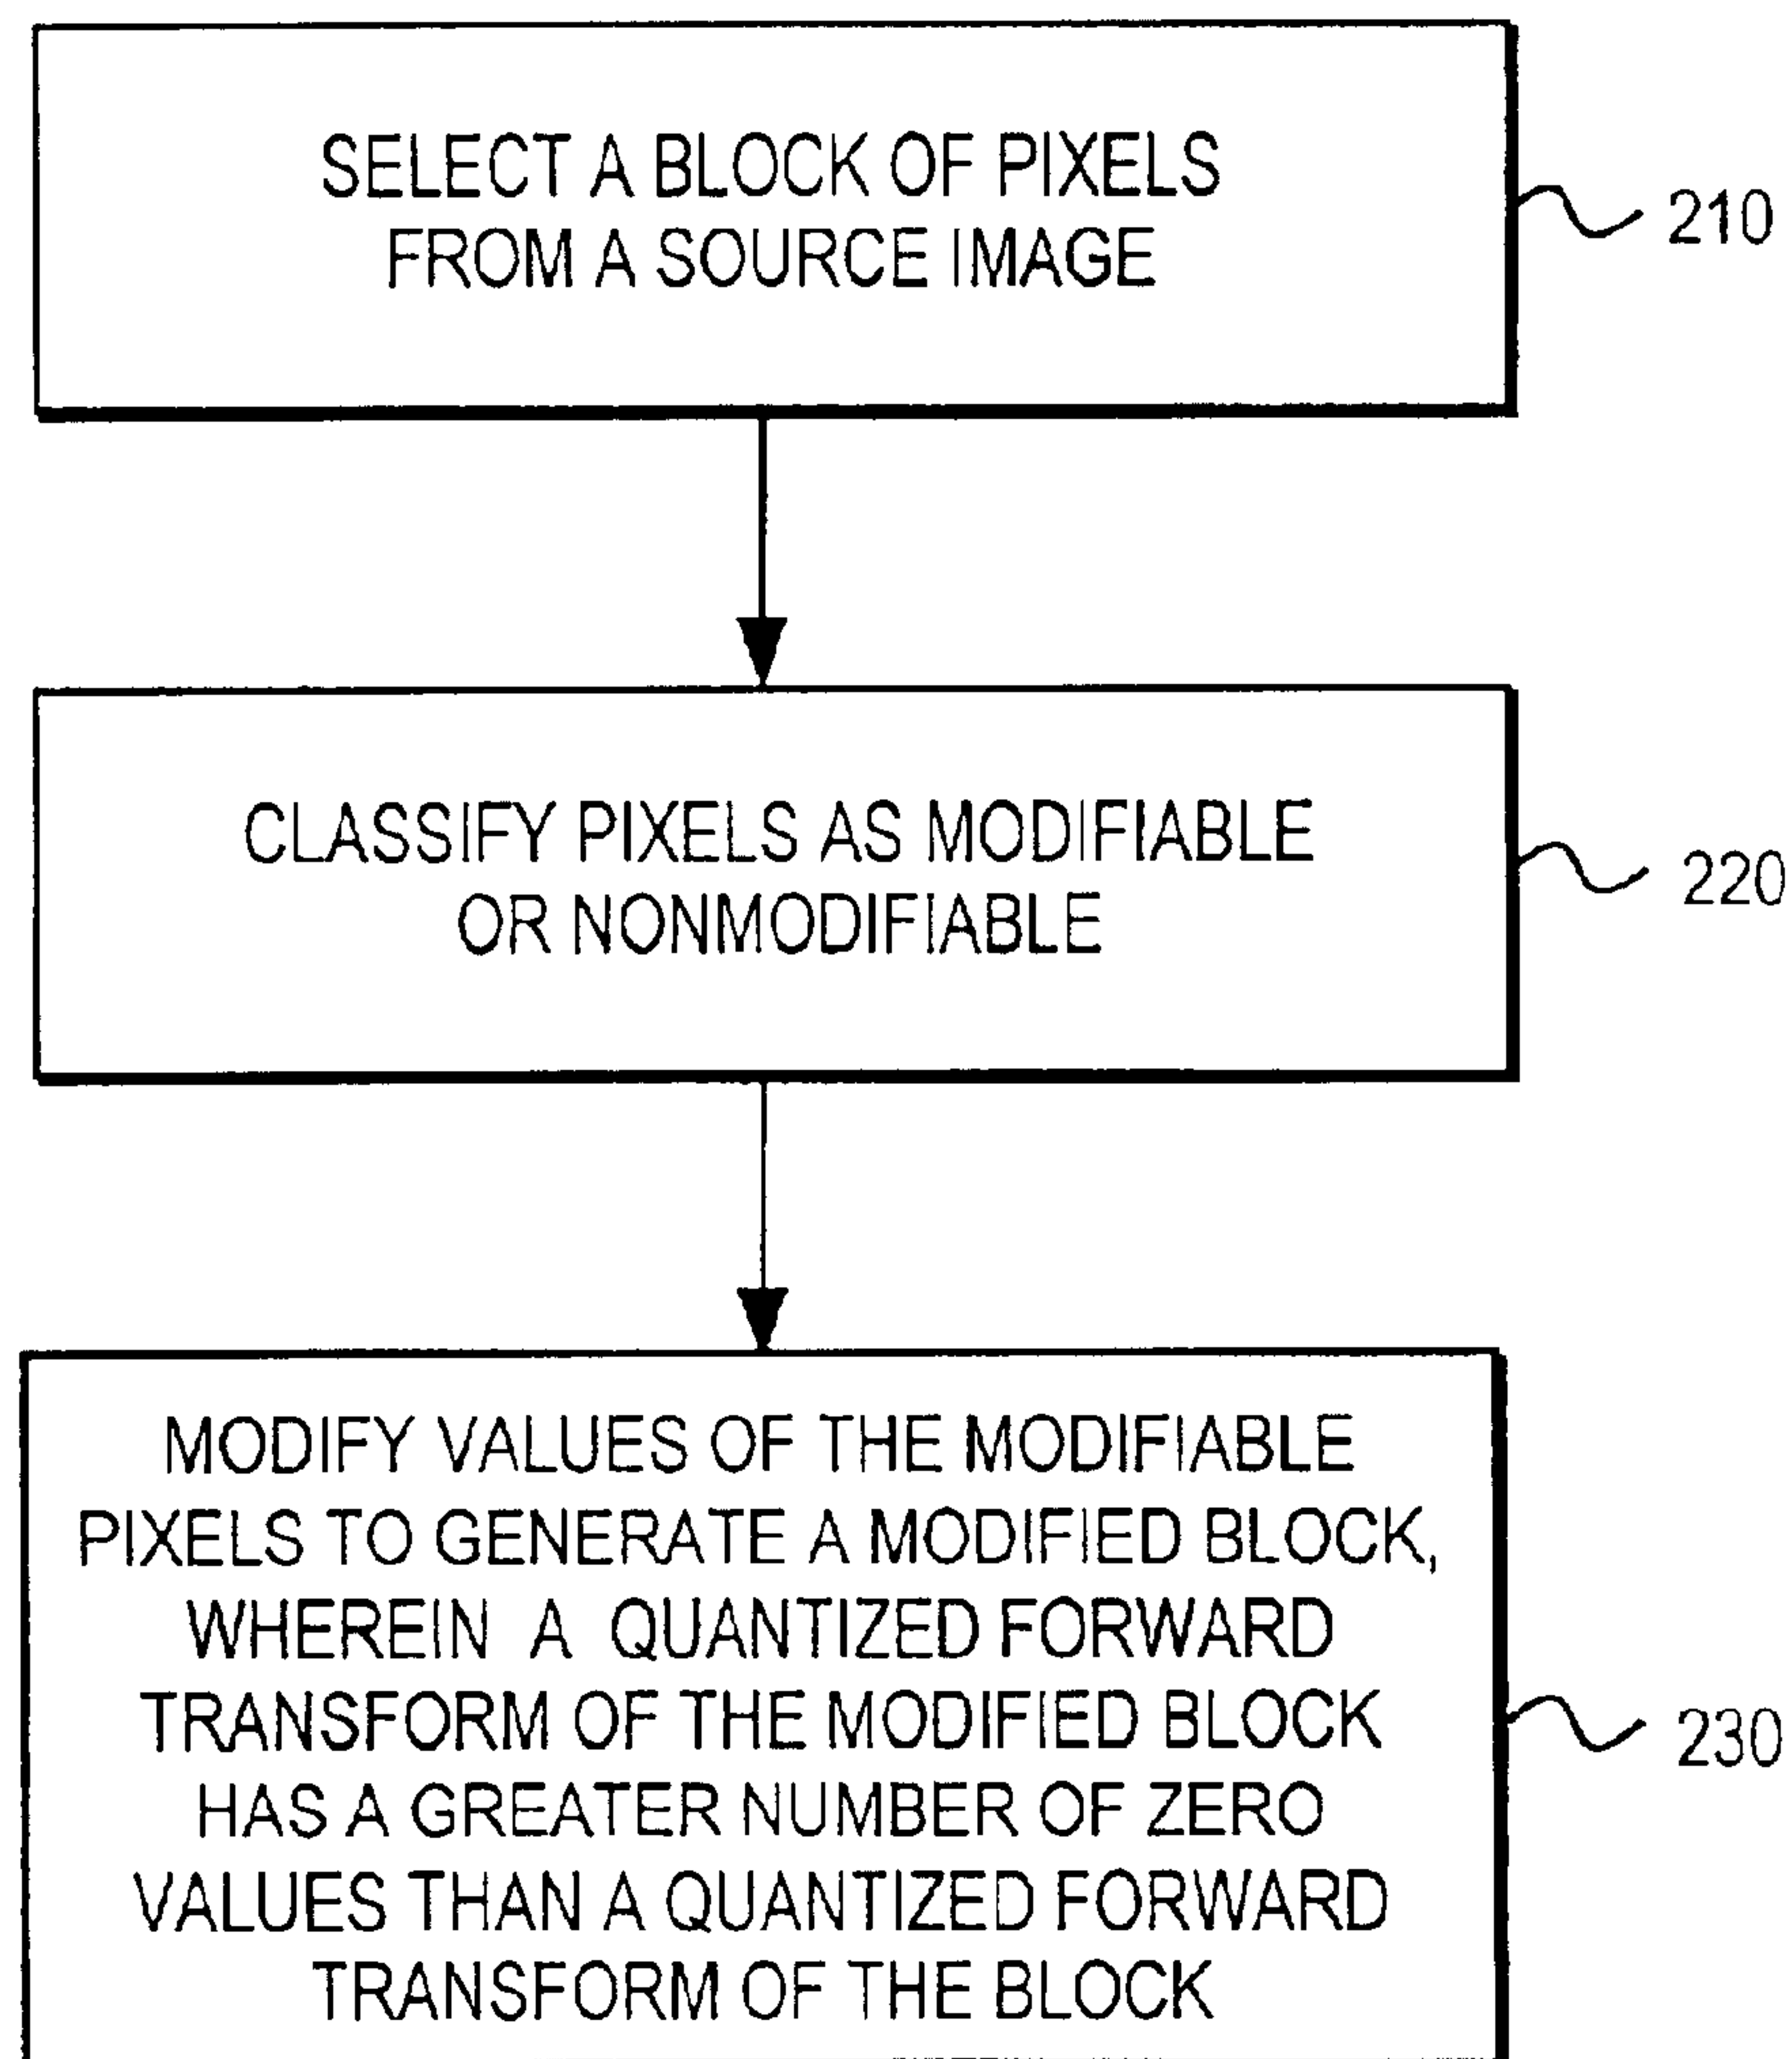 SELECT A BLOCK OF PIXELS
FROM A SOURCE IMAGE
210
CLASSIFY PIXELS AS MODIFIABLE
OR NONMODIFIABLE
220
MODIFY VALUES OF THE MODIFIABLE
PIXELS TO GENERATE A MODIFIED BLOCK,
WHEREIN A QUANTIZED FORWARD
TRANSFORM OF THE MODIFIED BLOCK
HAS A GREATER NUMBER OF ZERO
VALUES THAN A QUANTIZED FORWARD
TRANSFORM OF THE BLOCK
230